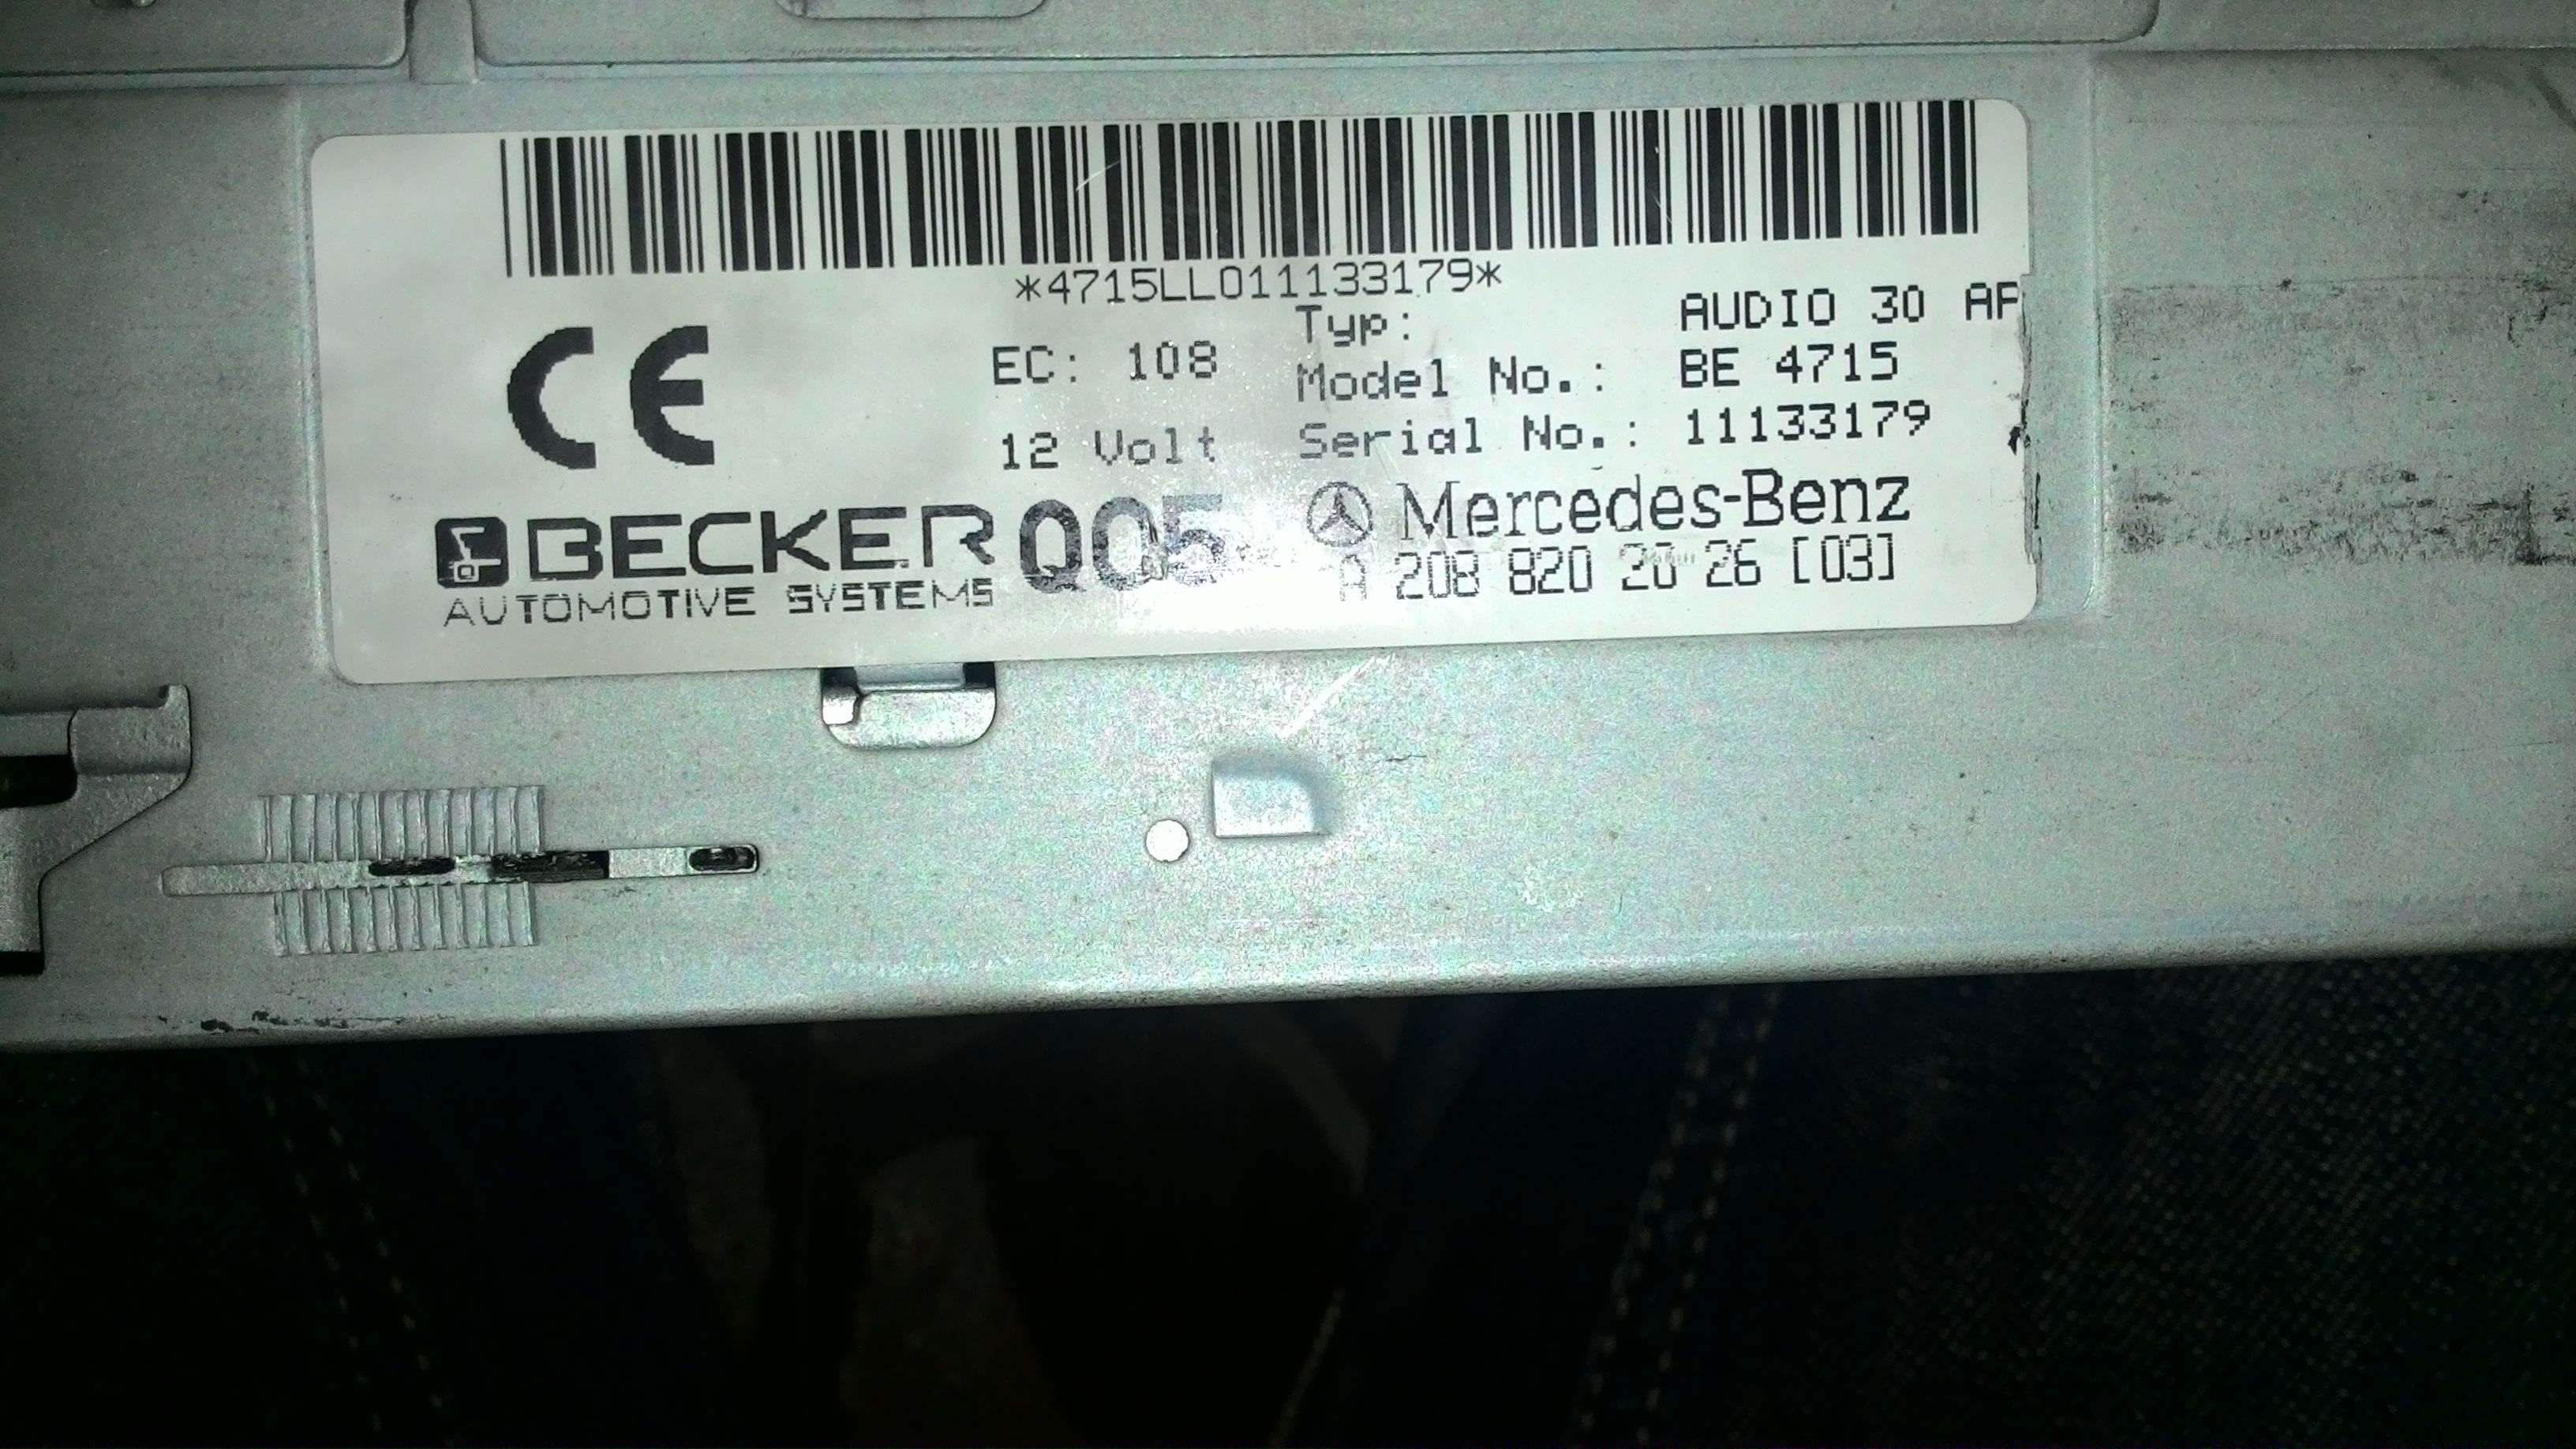 *4715LL011133179*
CE
EC: 108
12 Volt
Typ: AUDIO 30 AP
Model No.: BE 4715
Serial No.: 11133179
BECKER
AUTOMOTIVE SYSTEMS
Q05
Mercedes-Benz
A 208 820 20 26 [03]